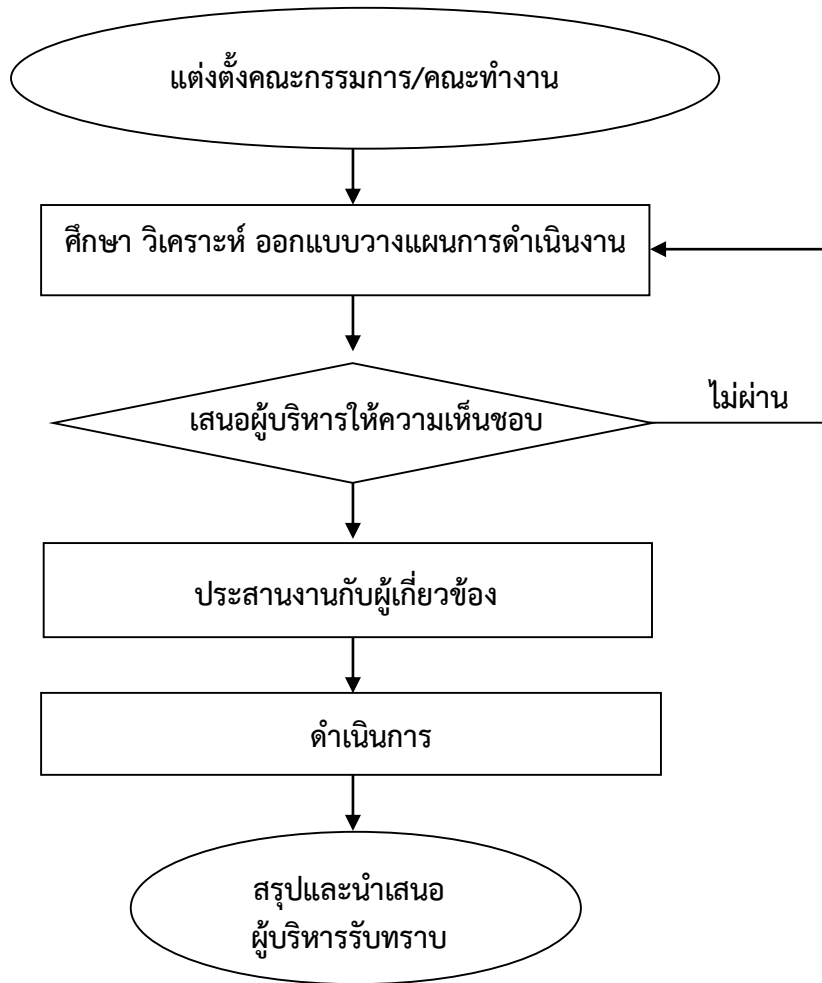 แต่งตั้งคณะกรรมการ/คณะทำงาน
ศึกษา วิเคราะห์ ออกแบบวางแผนการดำเนินงาน
เสนอผู้บริหารให้ความเห็นชอบ
ไม่ผ่าน
ประสานงานกับผู้เกี่ยวข้อง
ดำเนินการ
สรุปและนำเสนอ
ผู้บริหารรับทราบ